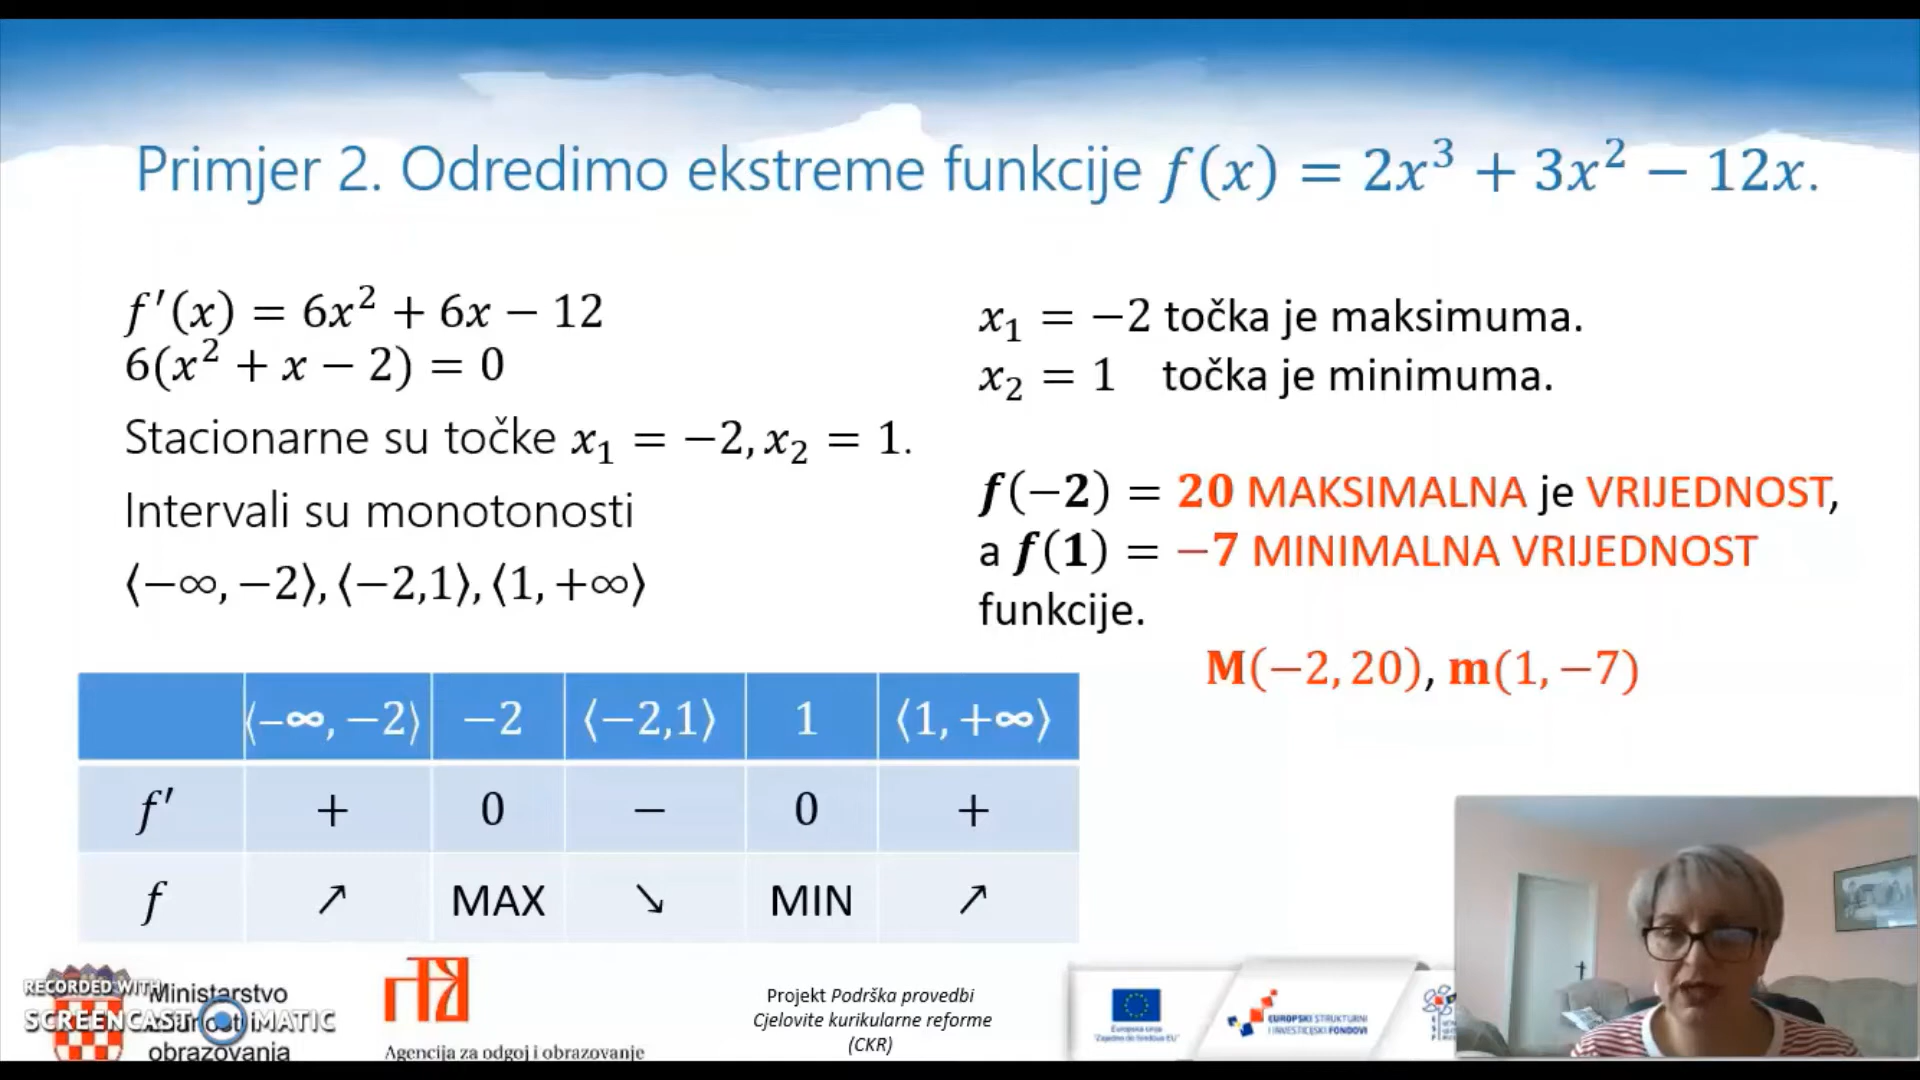 Primjer 2. Odredimo ekstreme funkcije f(x) = 2x³ + 3x² − 12x.
f′(x) = 6x² + 6x − 12
6(x² + x − 2) = 0
Stacionarne su točke x₁ = −2, x₂ = 1.
Intervali su monotonosti
⟨−∞, −2⟩, ⟨−2,1⟩, ⟨1, +∞⟩
x₁ = −2 točka je maksimuma.
x₂ = 1 točka je minimuma.
f(−2) = 20 MAKSIMALNA je VRIJEDNOST,
a f(1) = −7 MINIMALNA VRIJEDNOST
funkcije.
M(−2, 20), m(1, −7)
⟨−∞, −2⟩ −2 ⟨−2,1⟩ 1 ⟨1, +∞⟩
f′ + 0 − 0 +
f ↗ MAX ↘ MIN ↗
RECORDED WITH
SCREENCAST MATIC
Ministarstvo
obrazovanja
Agencija za odgoj i obrazovanje
Projekt Podrška provedbi
Cjelovite kurikularne reforme
(CKR)
Europska unija
"Zajedno do fondova EU"
EUROPSKI STRUKTURNI
I INVESTICIJSKI FONDOVI